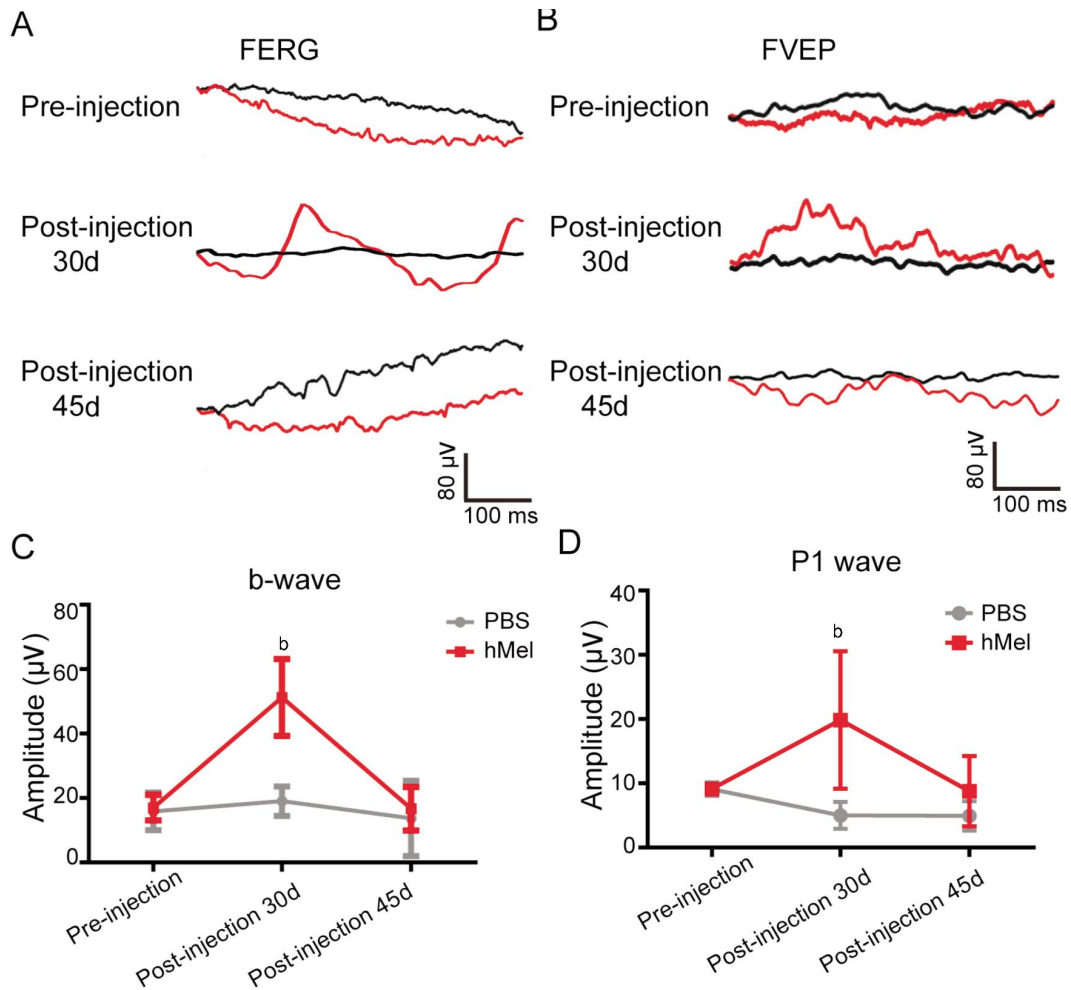 A
FERG
Pre-injection
Post-injection
30d
Post-injection
45d
80 µV
100 ms
B
FVEP
Pre-injection
Post-injection
30d
Post-injection
45d
80 µV
100 ms
C
b-wave
Amplitude (µV)
80
60
40
20
0
b
PBS
hMel
Pre-injection
Post-injection 30d
Post-injection 45d
D
P1 wave
Amplitude (µV)
40
30
20
10
0
b
PBS
hMel
Pre-injection
Post-injection 30d
Post-injection 45d